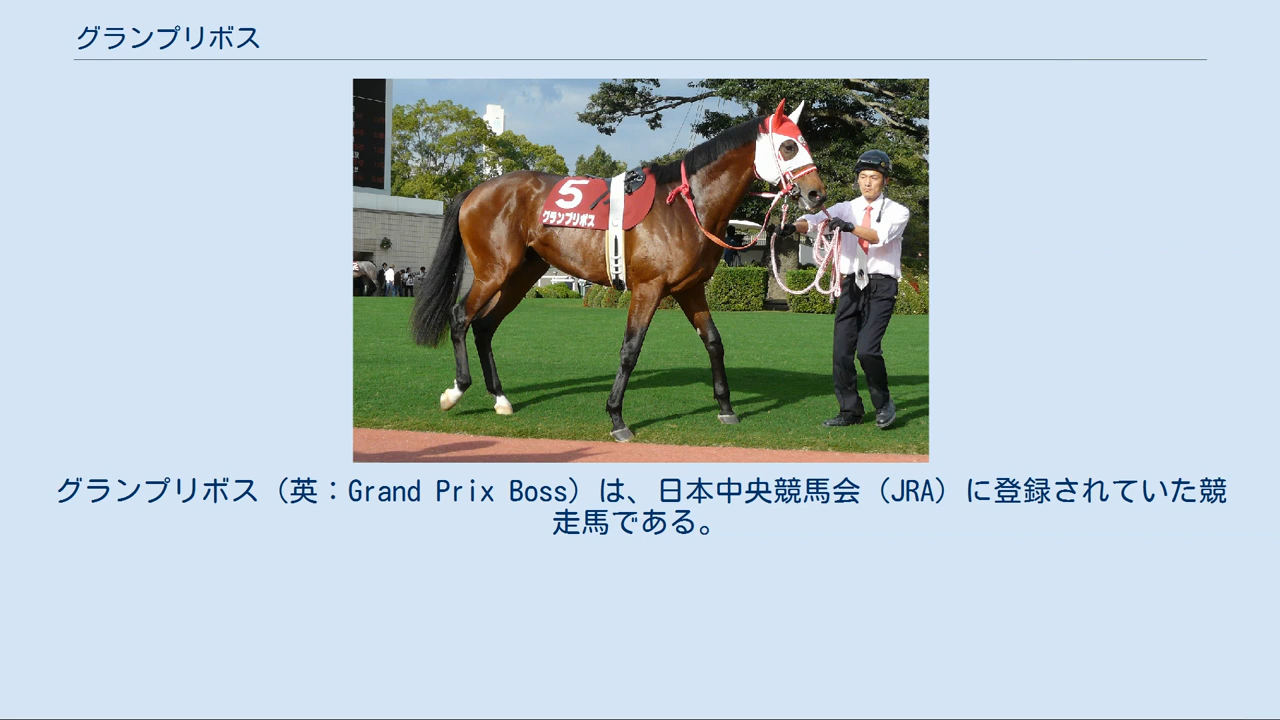 グランプリボス
5
グランプリボス
グランプリボス（英：Grand Prix Boss）は、日本中央競馬会（JRA）に登録されていた競
走馬である。